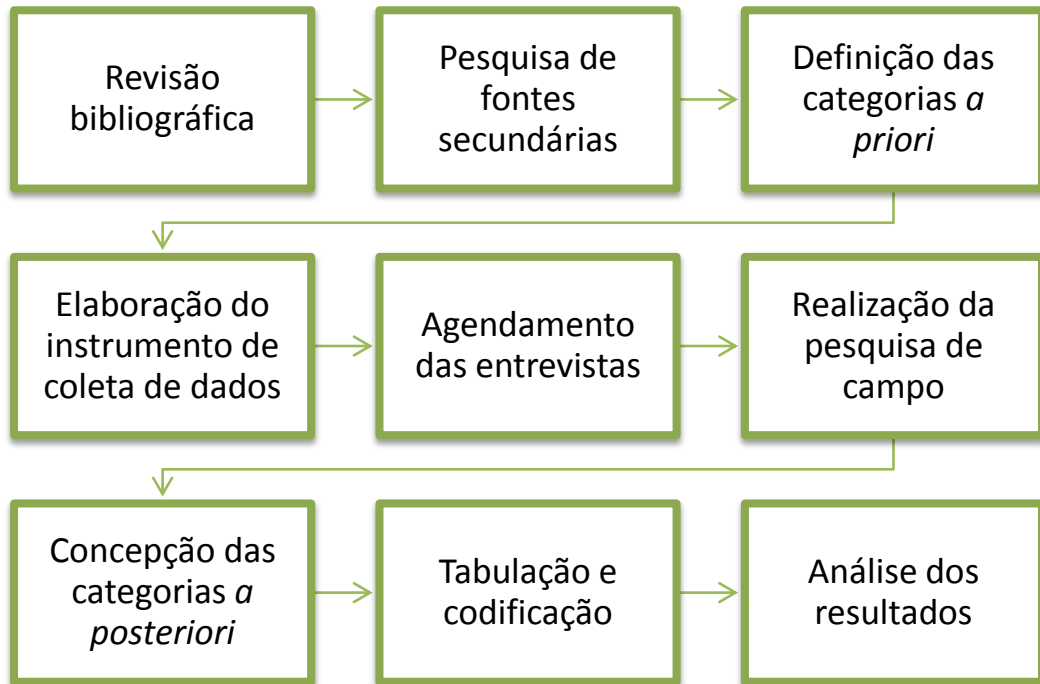 Revisão
bibliográfica
Pesquisa de
fontes
secundárias
Definição das
categorias a
priori
Elaboração do
instrumento de
coleta de dados
Agendamento
das entrevistas
Realização da
pesquisa de
campo
Concepção das
categorias a
posteriori
Tabulação e
codificação
Análise dos
resultados